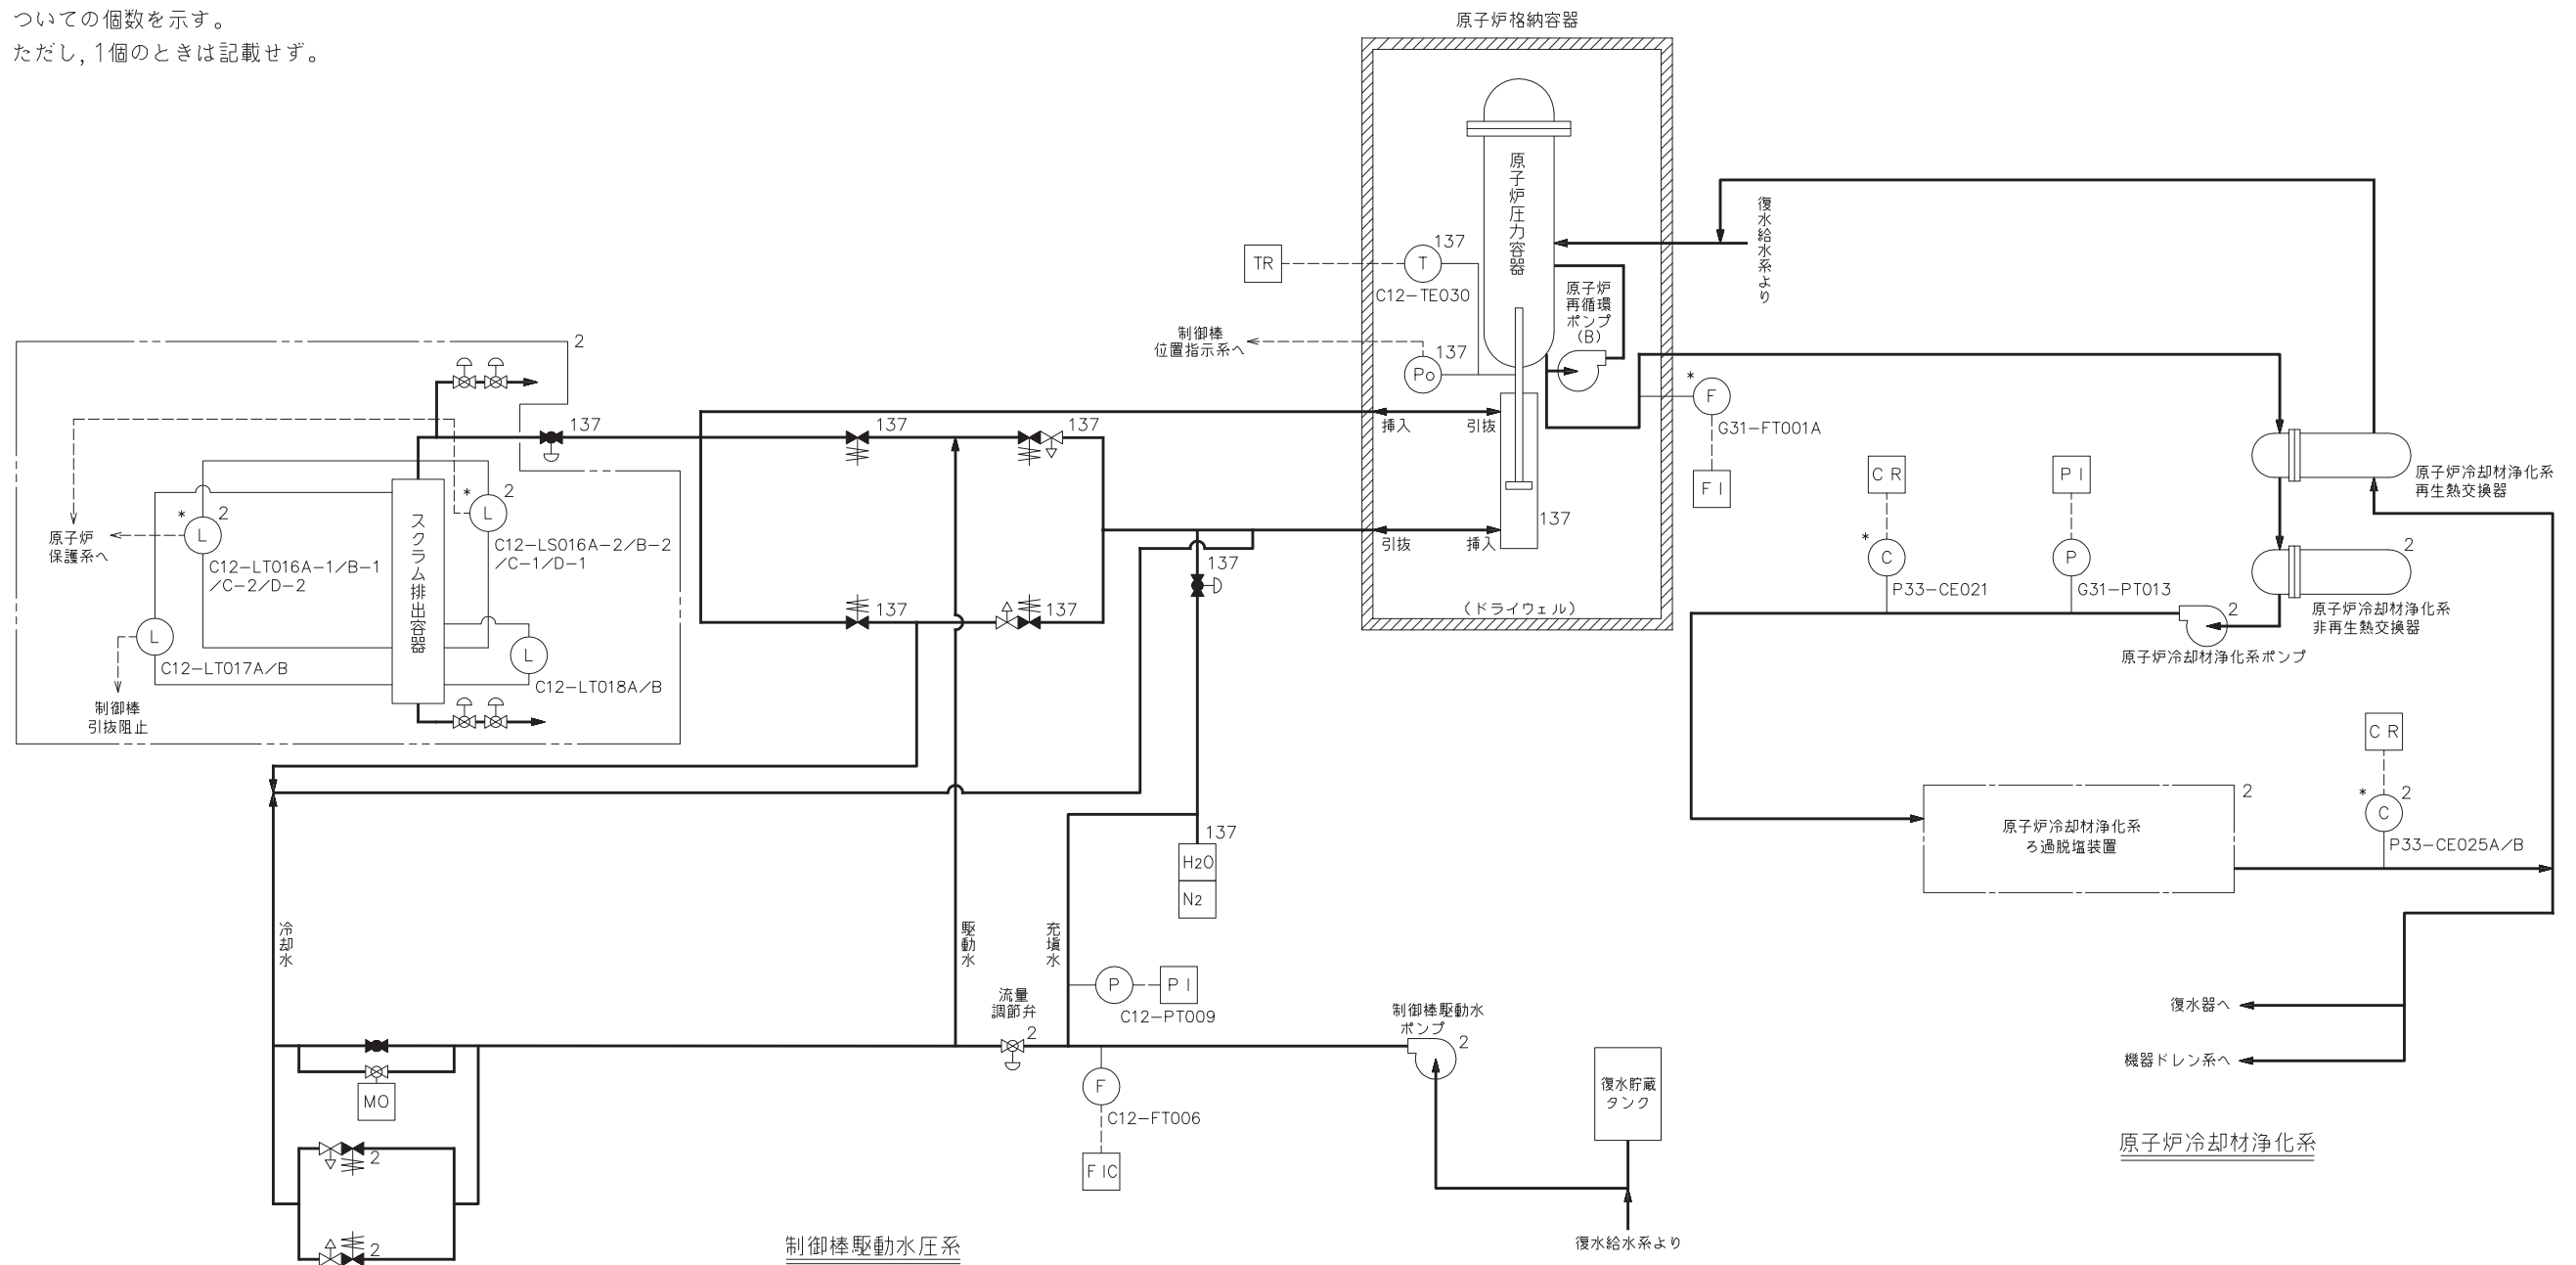 ついての個数を示す。
ただし, 1個のときは記載せず。
原子炉格納容器
原子炉圧力容器
復水給水系より
137
TR
T
C12-TE030
原子炉
再循環
ポンプ
(B)
制御棒
位置指示系へ
137
Po
2
*
F
G31-FT001A
F I
137
137
137
挿入
引抜
原子炉冷却材浄化系
再生熱交換器
C R
P I
*
2
L
C12-LS016A-2/B-2
/C-1/D-1
*
2
L
C12-LT016A-1/B-1
/C-2/D-2
原子炉
保護系へ
スクラム排出容器
137
引抜
挿入
137
*
C
P33-CE021
P
G31-PT013
2
原子炉冷却材浄化系
非再生熱交換器
137
137
(ドライウェル)
2
原子炉冷却材浄化系ポンプ
L
C12-LT017A/B
L
C12-LT018A/B
制御棒
引抜阻止
C R
*
2
C
P33-CE025A/B
2
原子炉冷却材浄化系
ろ過脱塩装置
137
H2O
N2
冷却水
駆動水
充塡水
P
P I
C12-PT009
流量
調節弁
2
制御棒駆動水
ポンプ
2
復水器へ
機器ドレン系へ
MO
F
C12-FT006
F IC
復水貯蔵
タンク
2
2
原子炉冷却材浄化系
制御棒駆動水圧系
復水給水系より